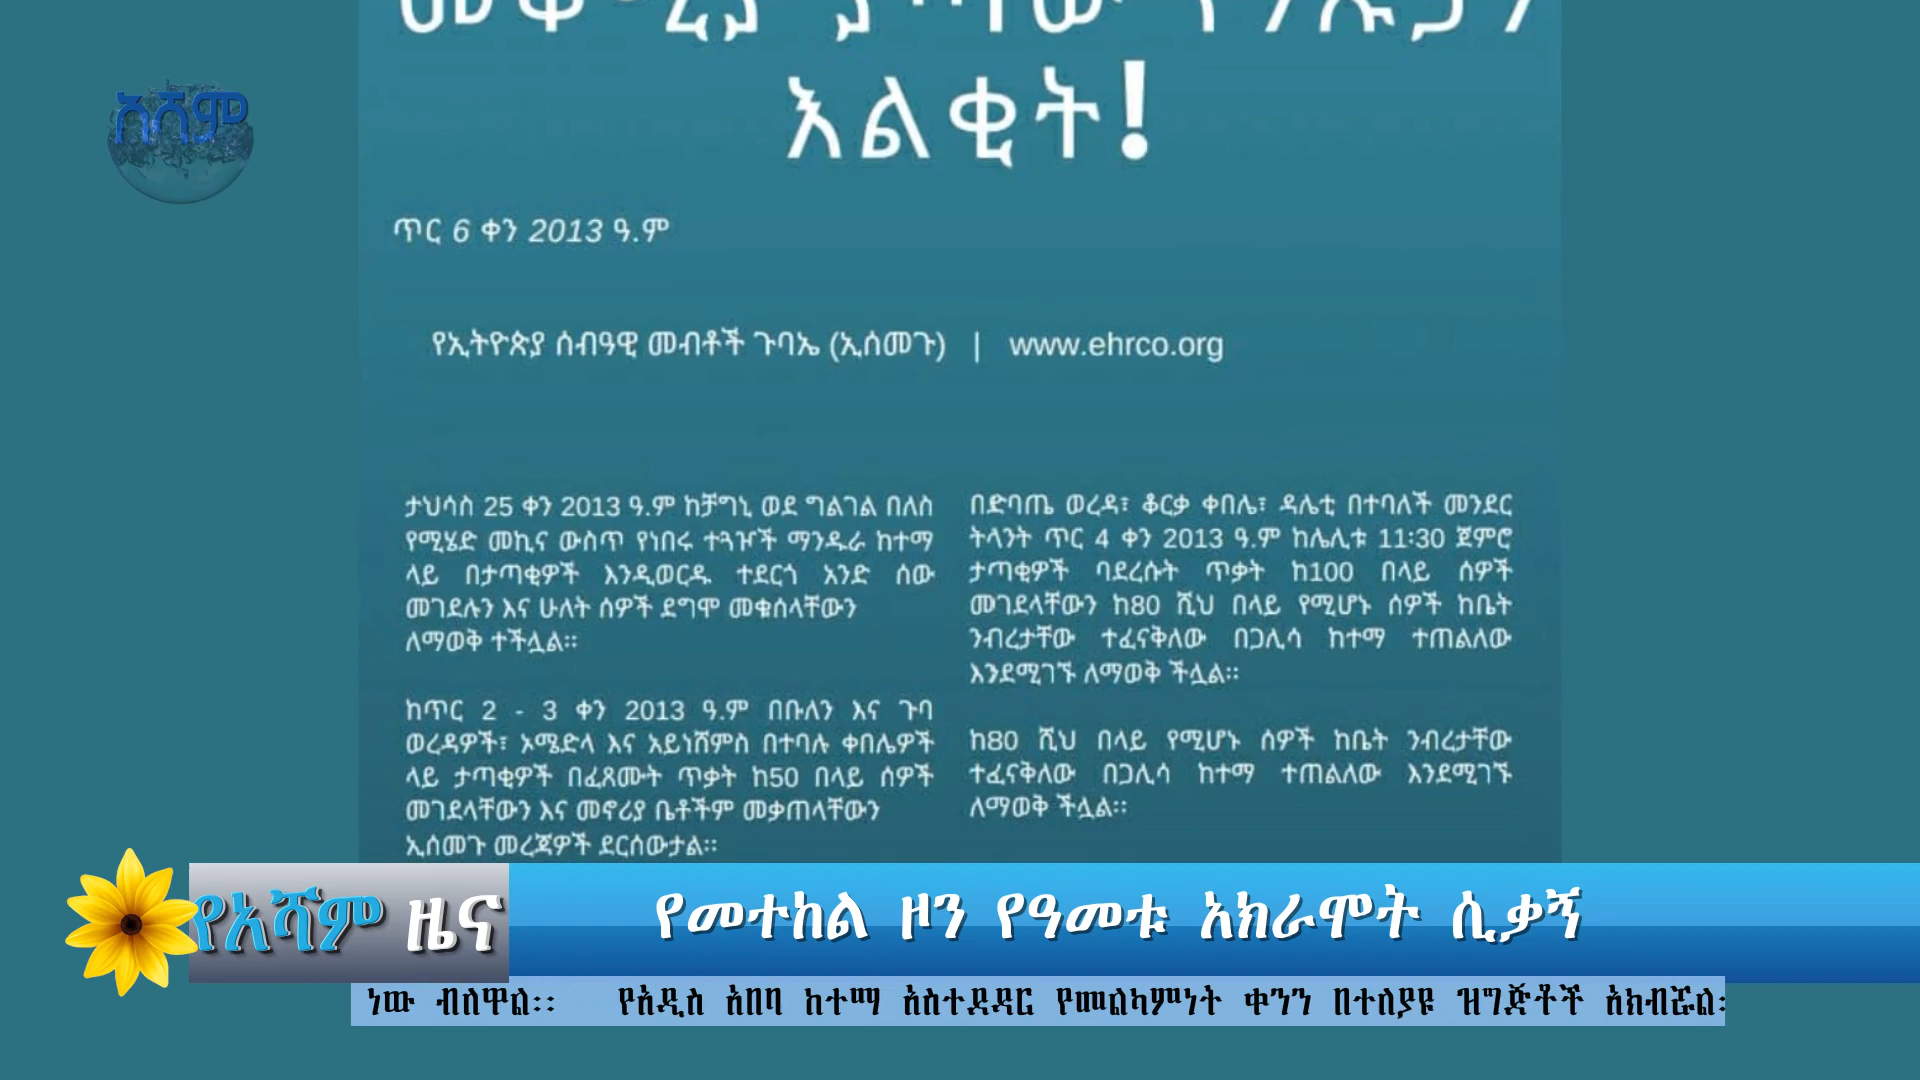 እልቂት!
አሻም
ጥር 6 ቀን 2013 ዓ.ም
የኢትዮጵያ ሰብዓዊ መብቶች ጉባኤ (ኢሰመጉ) | www.ehrco.org
ታህሳስ 25 ቀን 2013 ዓ.ም ከቻግኒ ወደ ግልገል በለስ
የሚሄድ መኪና ውስጥ የነበሩ ተጓዦች ማንዱራ ከተማ
ላይ በታጣቂዎች እንዲወርዱ ተደርጎ አንድ ሰው
መገደሉን እና ሁለት ሰዎች ደግሞ መቁሰላቸውን
ለማወቅ ተችሏል።
ከጥር 2 - 3 ቀን 2013 ዓ.ም በቡለን እና ጉባ
ወረዳዎች፣ ኦሜድላ እና አይነሸምስ በተባሉ ቀበሌዎች
ላይ ታጣቂዎች በፈጸሙት ጥቃት ከ50 በላይ ሰዎች
መገደላቸውን እና መኖሪያ ቤቶችም መቃጠላቸውን
ኢሰመጉ መረጃዎች ደርሰውታል።
በድባጤ ወረዳ፣ ቆርቃ ቀበሌ፣ ዳሌቲ በተባለች መንደር
ትላንት ጥር 4 ቀን 2013 ዓ.ም ከሌሊቱ 11፡30 ጀምሮ
ታጣቂዎች ባደረሱት ጥቃት ከ100 በላይ ሰዎች
መገደላቸውን ከ80 ሺህ በላይ የሚሆኑ ሰዎች ከቤት
ንብረታቸው ተፈናቅለው በጋሊሳ ከተማ ተጠልለው
እንደሚገኙ ለማወቅ ችሏል።
ከ80 ሺህ በላይ የሚሆኑ ሰዎች ከቤት ንብረታቸው
ተፈናቅለው በጋሊሳ ከተማ ተጠልለው እንደሚገኙ
ለማወቅ ችሏል።
የአሻም ዜና
የመተከል ዞን የዓመቱ አክራሞት ሲቃኝ
ነው ብለዋል፡፡ የአዲስ አበባ ከተማ አስተዳዳር የመልካምነት ቀንን በተለያዩ ዝግጅቶች አክብሯል፡